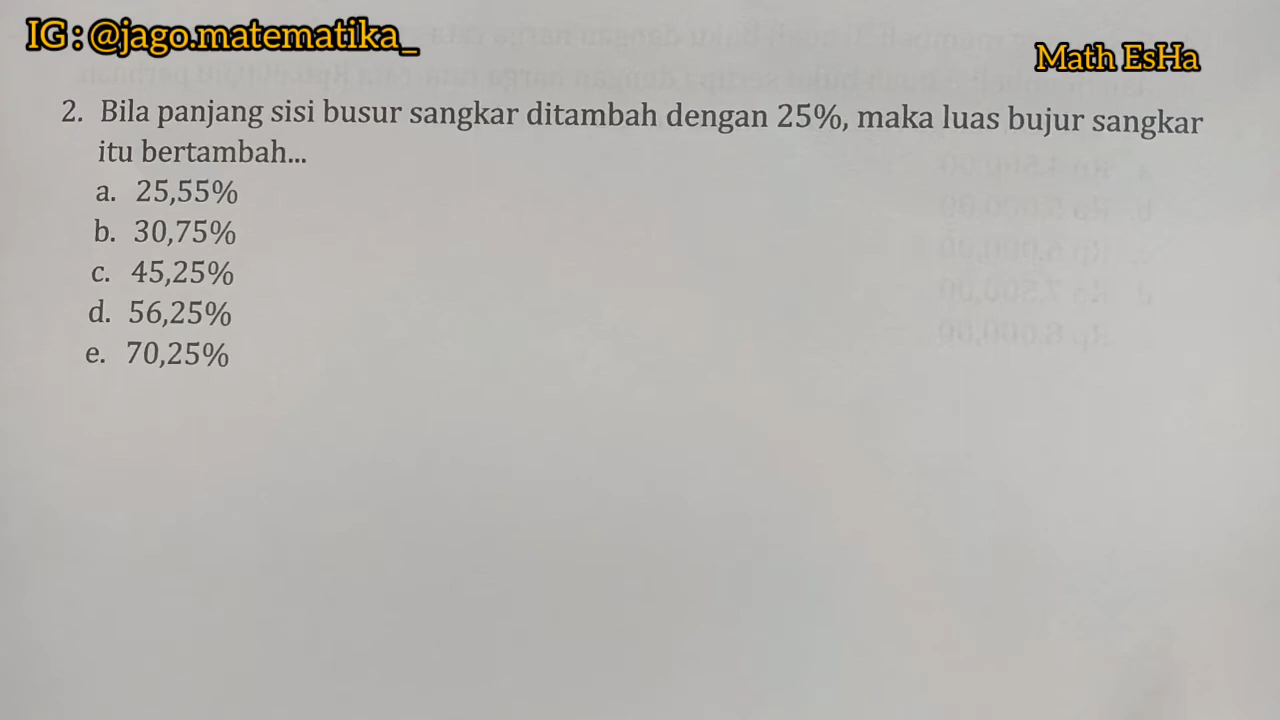 IG : @jago.matematika_
Math EsHa
2. Bila panjang sisi busur sangkar ditambah dengan 25%, maka luas bujur sangkar
itu bertambah...
a. 25,55%
b. 30,75%
c. 45,25%
d. 56,25%
e. 70,25%